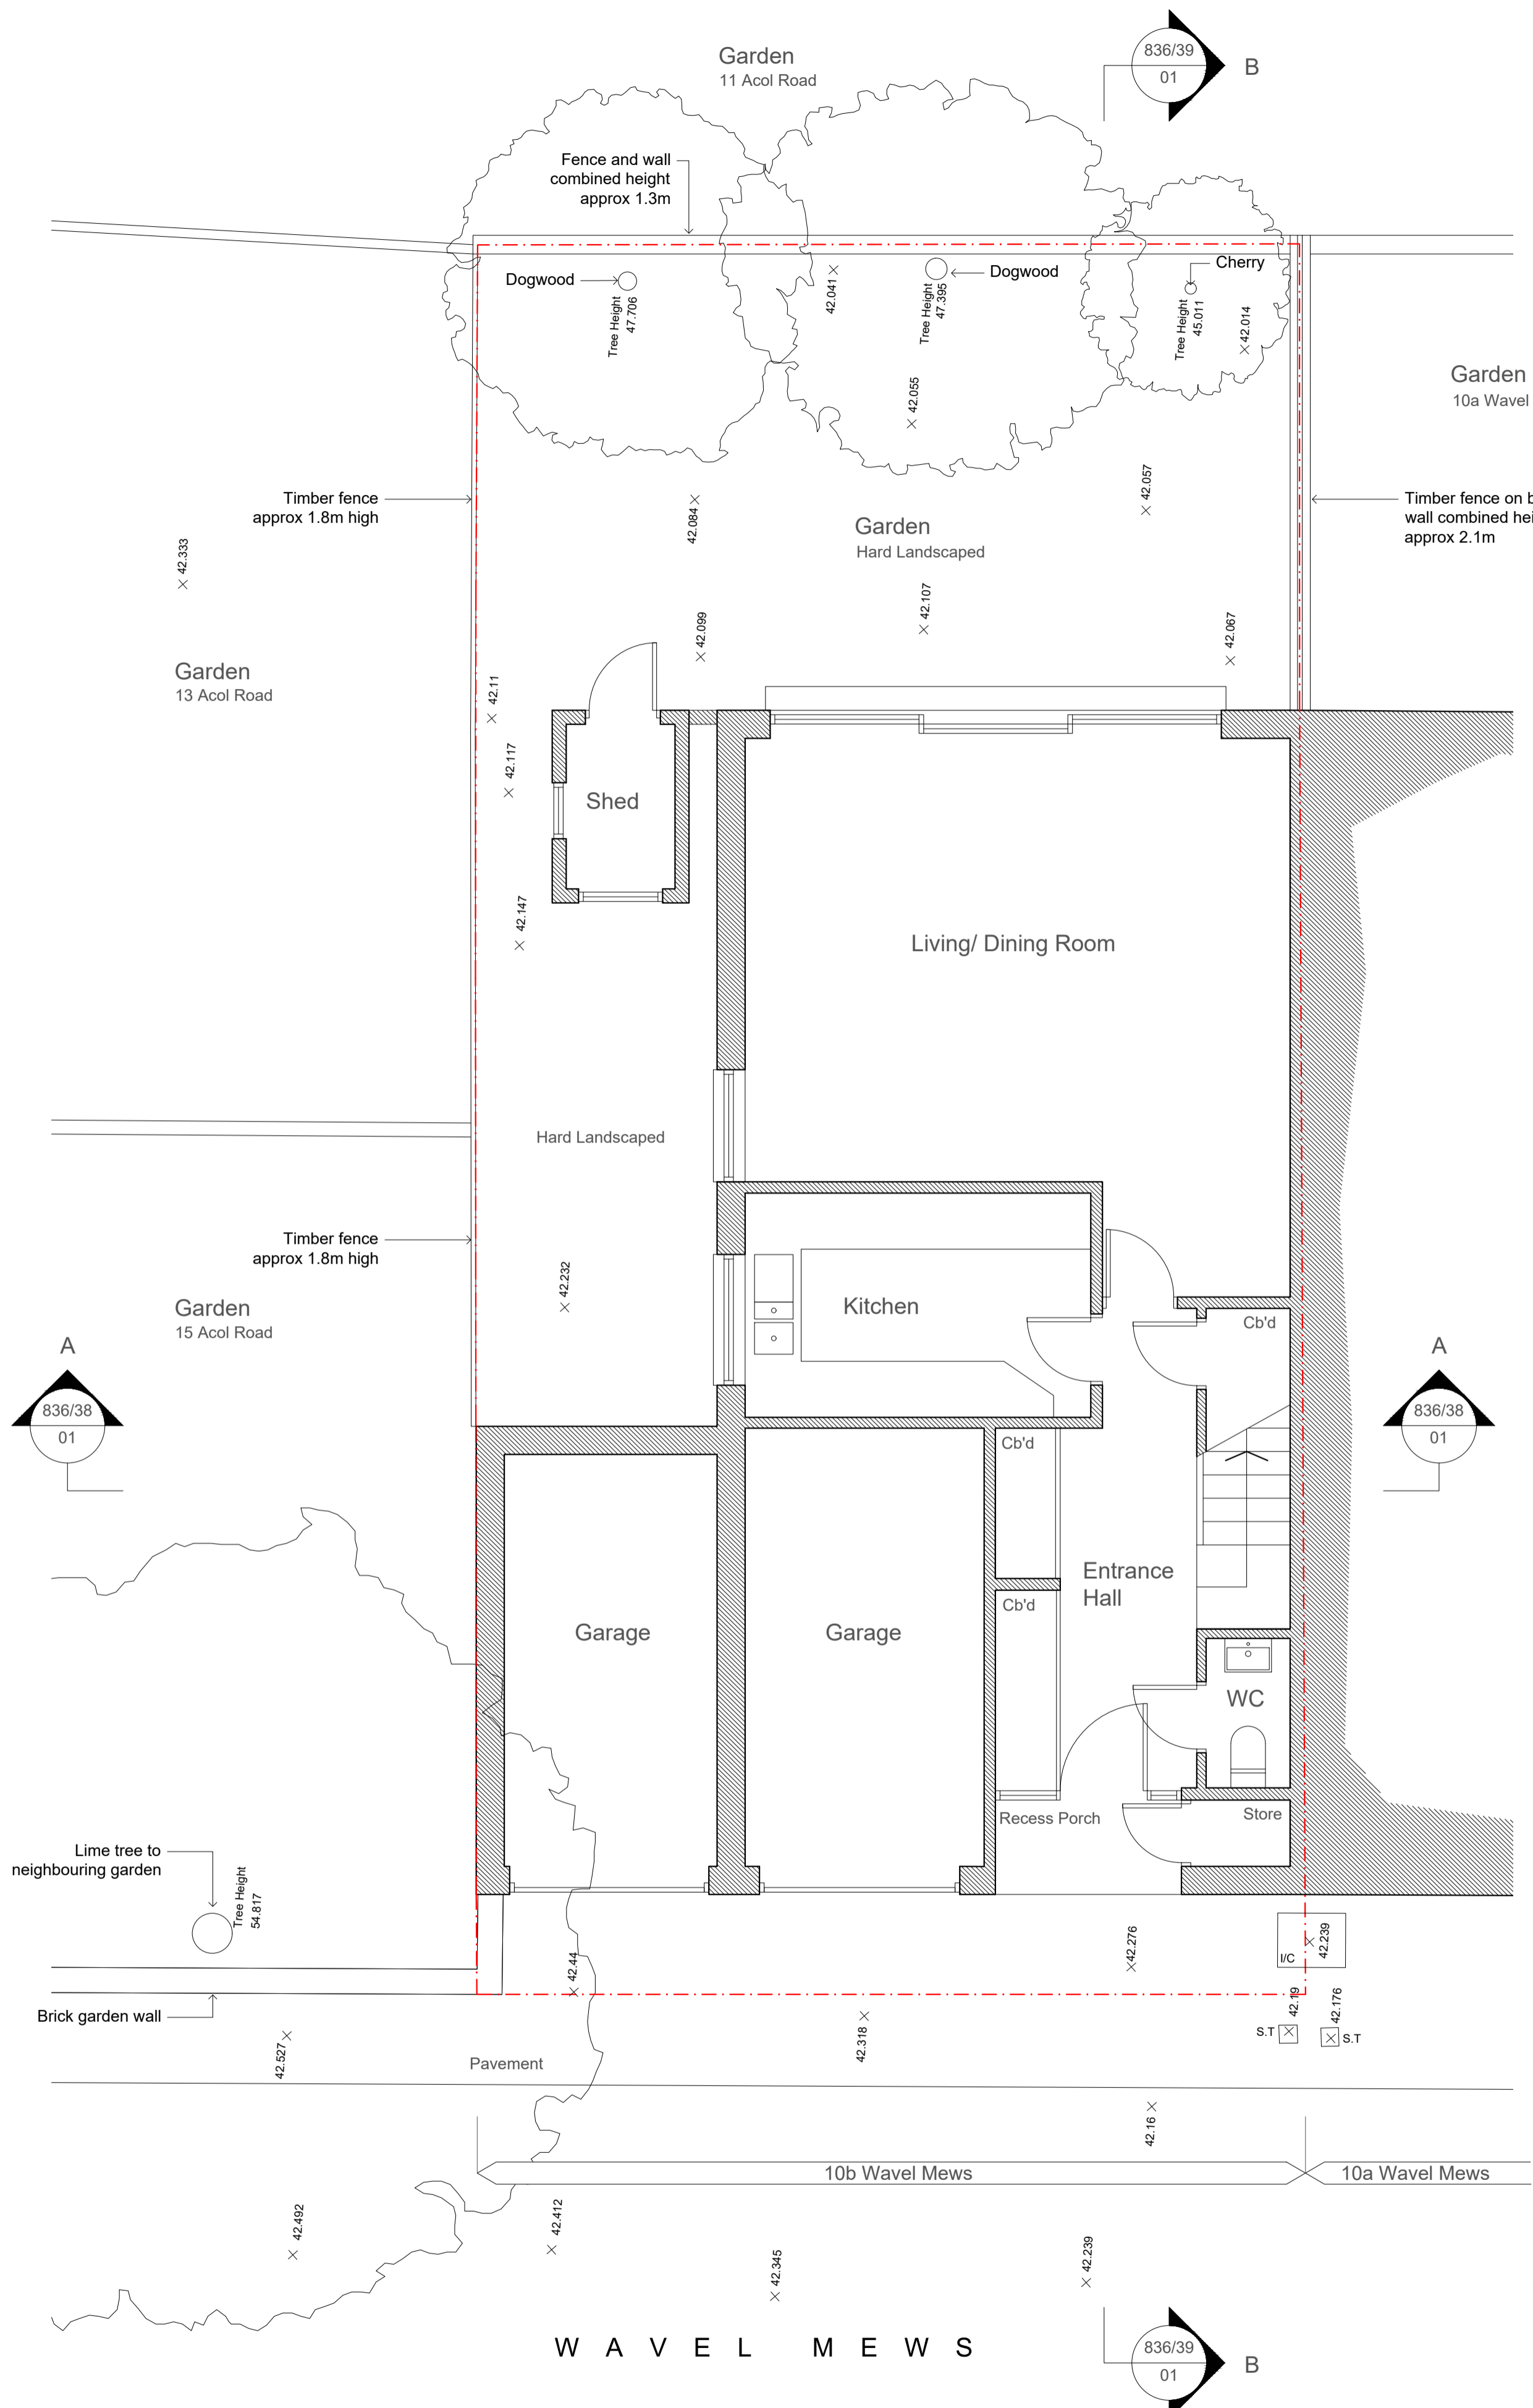 Garden
11 Acol Road
836/39
01
B
Fence and wall
combined height
approx 1.3m
Dogwood
Tree Height
47.706
42.041
Tree Height
47.395
Dogwood
Cherry
Tree Height
45.011
42.014
Garden
10a Wavel
42.055
Timber fence
approx 1.8m high
42.084
42.057
Garden
Hard Landscaped
Timber fence on b
wall combined hei
approx 2.1m
42.333
42.099
42.107
42.067
Garden
13 Acol Road
42.11
42.117
Shed
42.147
Living/ Dining Room
Hard Landscaped
Timber fence
approx 1.8m high
42.232
Garden
15 Acol Road
Kitchen
Cb'd
A
836/38
01
A
836/38
01
Cb'd
Entrance
Hall
Cb'd
Garage
Garage
WC
Recess Porch
Store
Lime tree to
neighbouring garden
Tree Height
54.817
42.44
42.276
42.239
I/C
Brick garden wall
42.19
42.176
S.T
S.T
42.527
42.318
Pavement
42.16
10b Wavel Mews
10a Wavel Mews
42.492
42.412
42.345
42.239
WAVEL MEWS
836/39
01
B